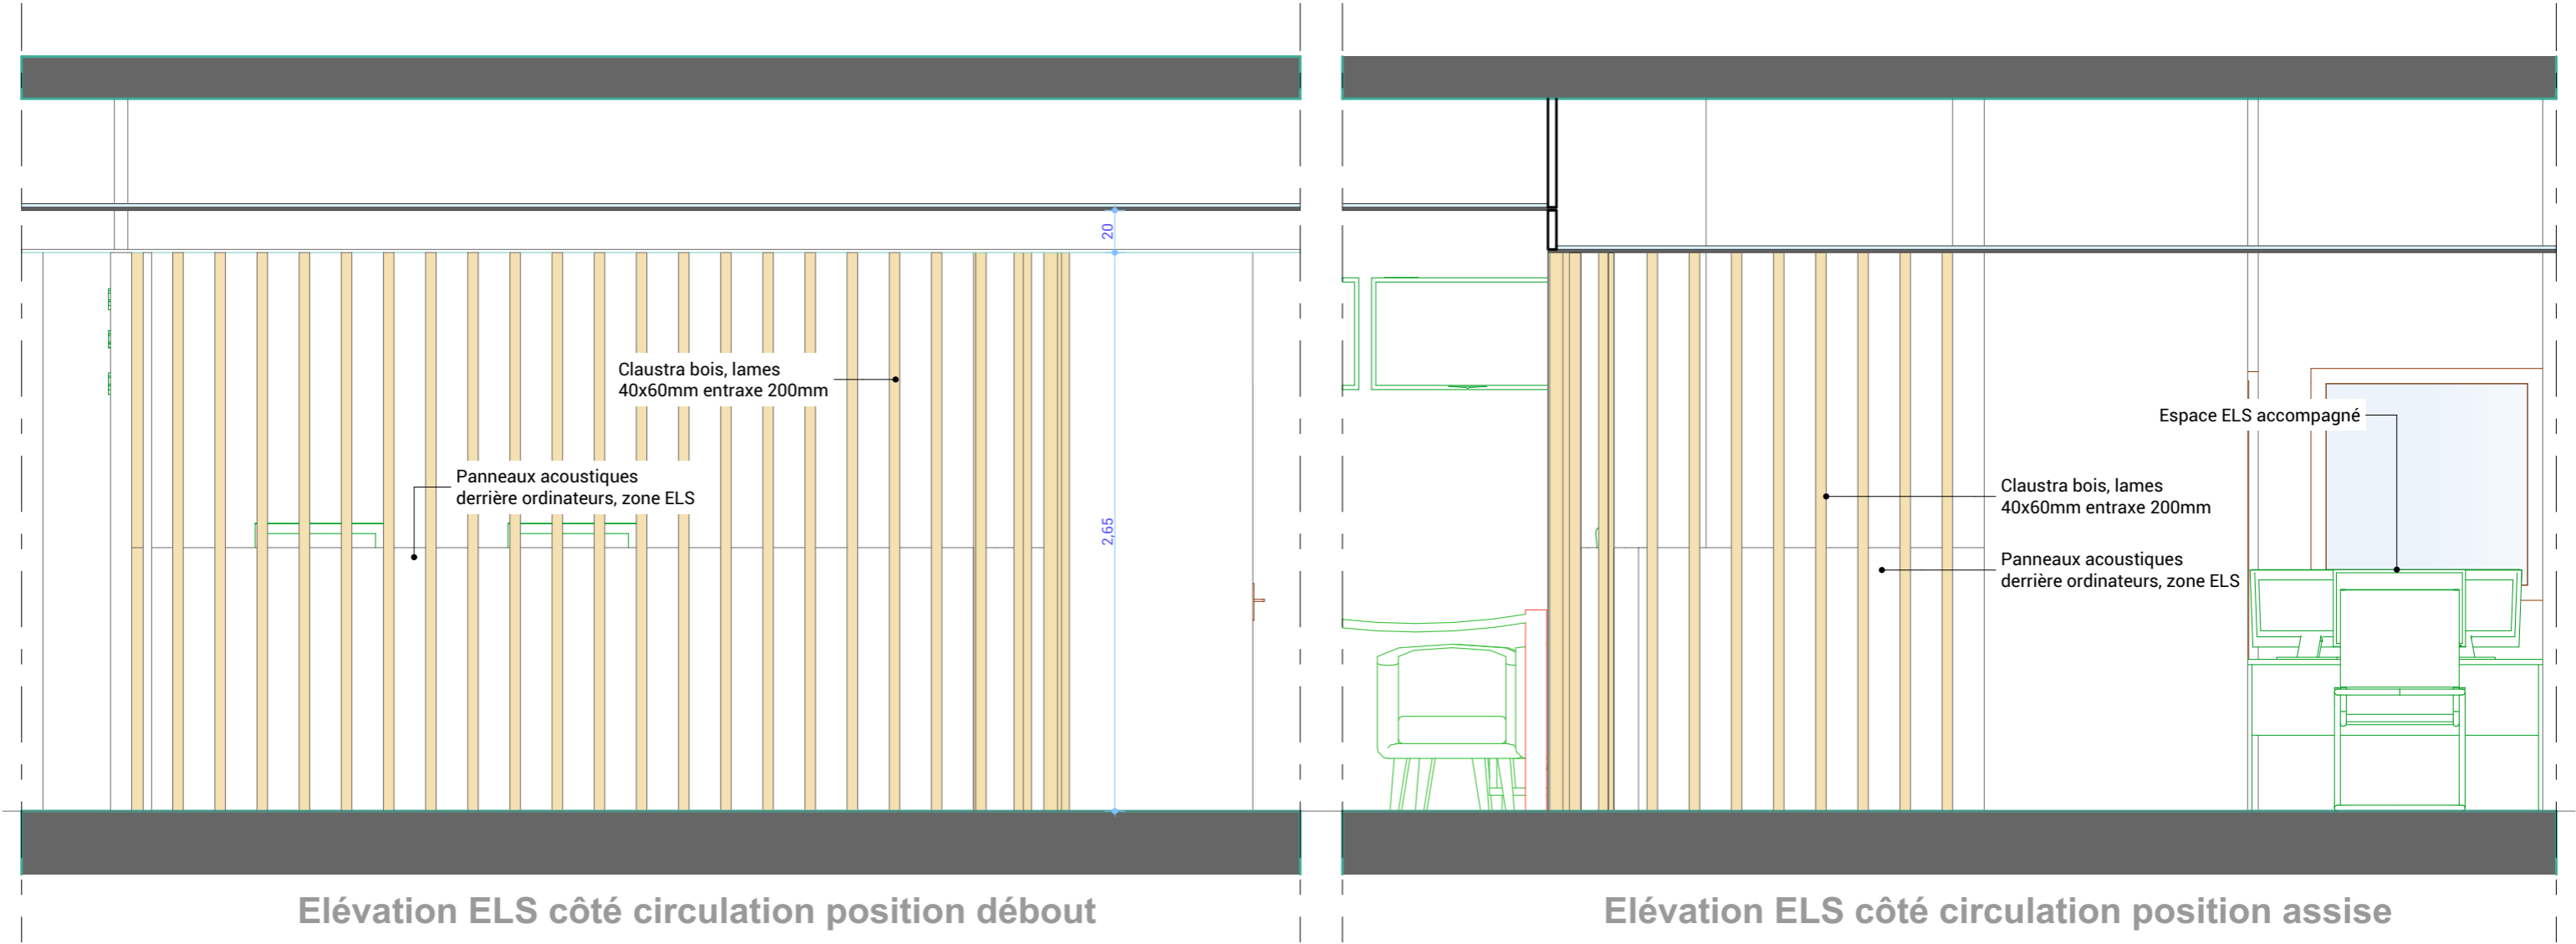 20
Claustra bois, lames
40x60mm entraxe 200mm
Panneaux acoustiques
derrière ordinateurs, zone ELS
2,65
Espace ELS accompagné
Claustra bois, lames
40x60mm entraxe 200mm
Panneaux acoustiques
derrière ordinateurs, zone ELS
Elévation ELS côté circulation position débout
Elévation ELS côté circulation position assise